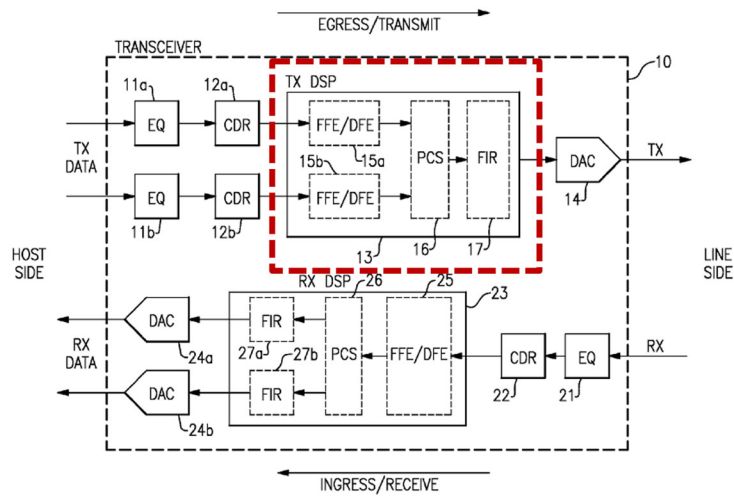 EGRESS/TRANSMIT
TRANSCEIVER
10
11a
12a
TX DSP
EQ
CDR
FFE/DFE
15a
TX
DATA
15b
PCS
FIR
DAC
TX
EQ
CDR
FFE/DFE
14
11b
12b
13
16
17
HOST
SIDE
LINE
SIDE
RX DSP
26
25
23
DAC
FIR
PCS
FFE/DFE
CDR
EQ
RX
24a
27a
27b
RX
DATA
22
21
DAC
FIR
24b
INGRESS/RECEIVE